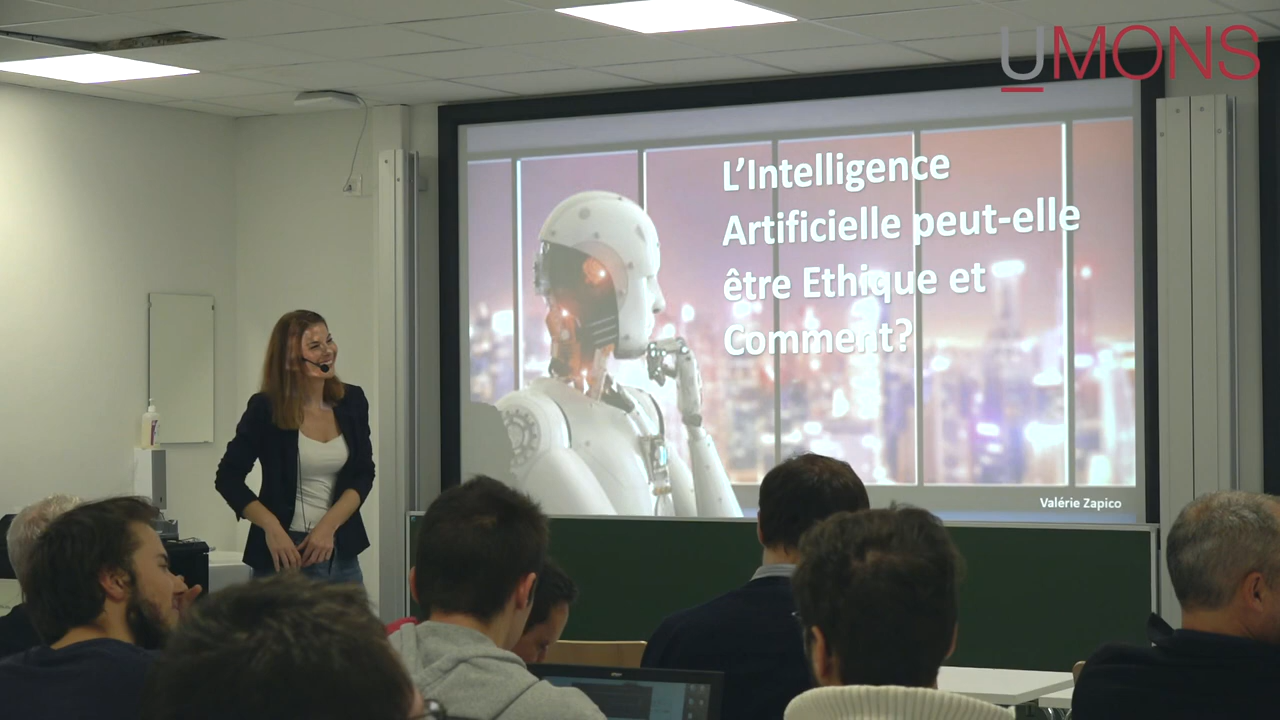 UMONS
L'Intelligence
Artificielle peut-elle
être Ethique et
Comment?
Valérie Zapico